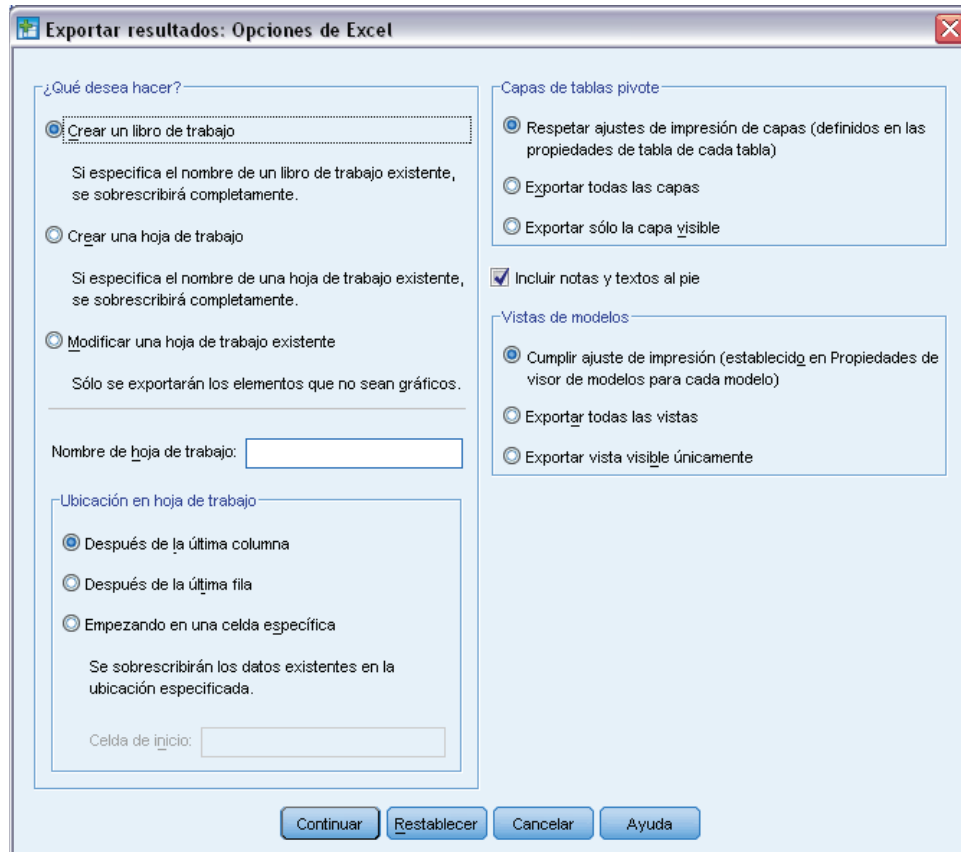 Exportar resultados: Opciones de Excel
¿Qué desea hacer?
Crear un libro de trabajo
Si especifica el nombre de un libro de trabajo existente,
se sobrescribirá completamente.
Crear una hoja de trabajo
Si especifica el nombre de una hoja de trabajo existente,
se sobrescribirá completamente.
Modificar una hoja de trabajo existente
Sólo se exportarán los elementos que no sean gráficos.
Nombre de hoja de trabajo:
Ubicación en hoja de trabajo
Después de la última columna
Después de la última fila
Empezando en una celda específica
Se sobrescribirán los datos existentes en la
ubicación especificada.
Celda de inicio:
Capas de tablas pivote
Respetar ajustes de impresión de capas (definidos en las
propiedades de tabla de cada tabla)
Exportar todas las capas
Exportar sólo la capa visible
Incluir notas y textos al pie
Vistas de modelos
Cumplir ajuste de impresión (establecido en Propiedades de
visor de modelos para cada modelo)
Exportar todas las vistas
Exportar vista visible únicamente
Continuar
Restablecer
Cancelar
Ayuda